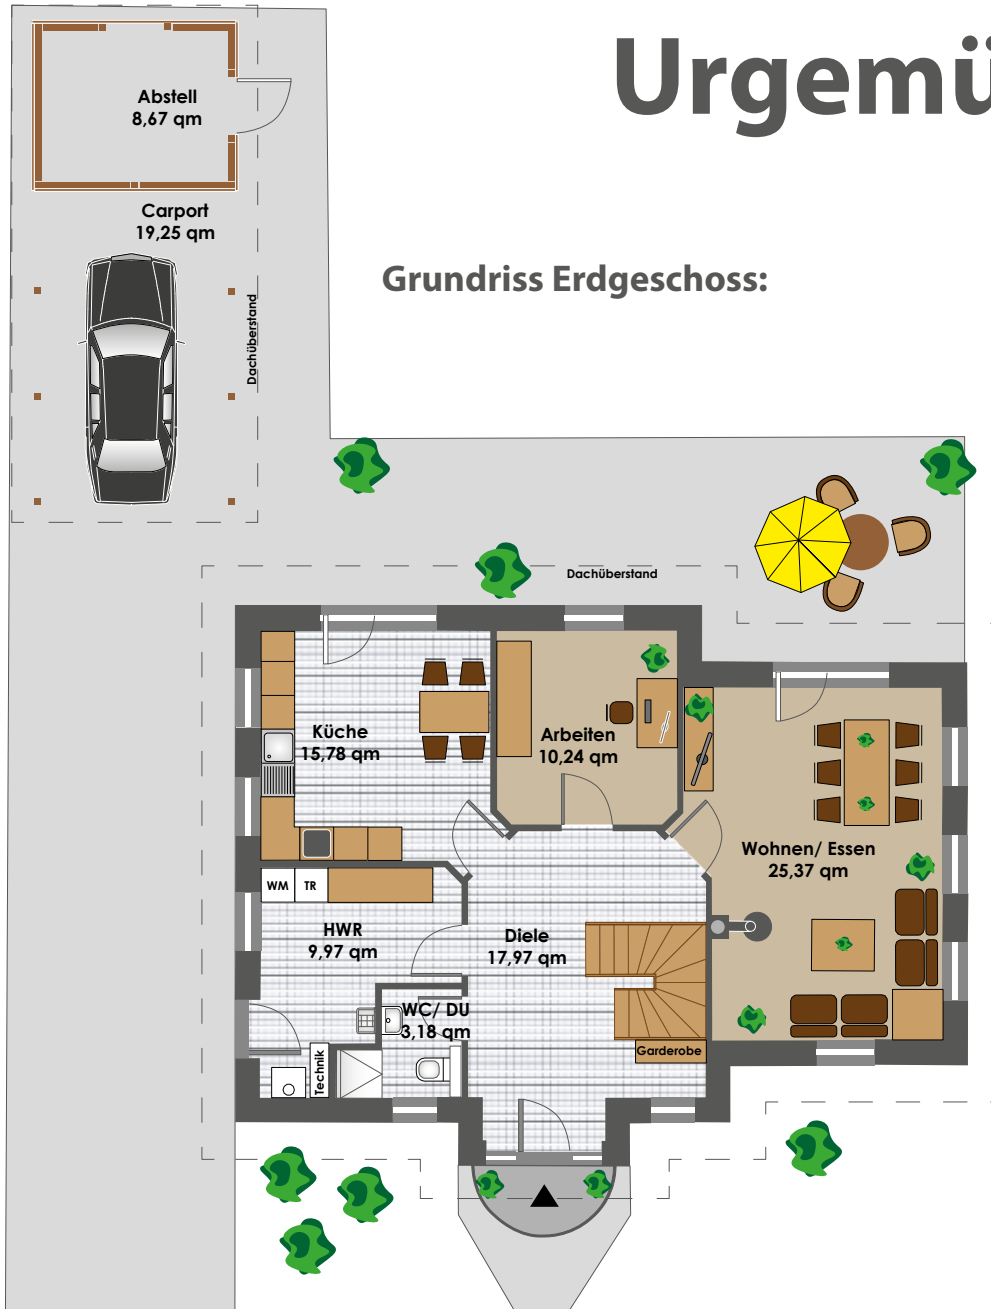 Urgemü
Abstell
8,67 qm
Carport
19,25 qm
Grundriss Erdgeschoss:
Dachüberstand
Dachüberstand
Küche
15,78 qm
Arbeiten
10,24 qm
Wohnen/ Essen
25,37 qm
WM
TR
HWR
9,97 qm
Diele
17,97 qm
WC/ DU
3,18 qm
Garderobe
Technik